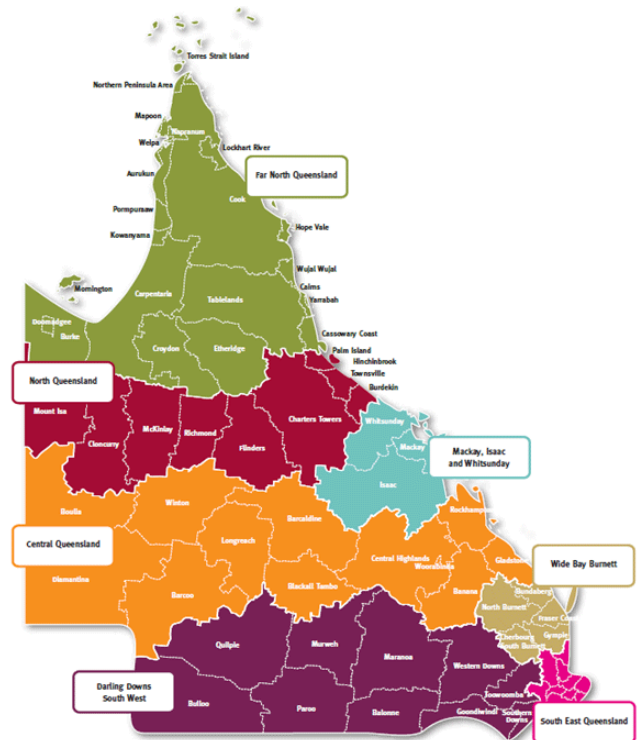 Torres Strait Island
Northern Peninsula Area
Mapoon
Napranum
Weipa
Lockhart River
Aurukun
Far North Queensland
Cook
Pormpuraaw
Hope Vale
Kowanyama
Wujal Wujal
Mornington
Cairns
Carpentaria
Tablelands
Yarrabah
Doomadgee
Burke
Cassowary Coast
Croydon
Etheridge
Palm Island
Hinchinbrook
Townsville
North Queensland
Burdekin
Mount Isa
McKinlay
Richmond
Flinders
Charters Towers
Whitsunday
Cloncurry
Mackay
Mackay, Isaac
and Whitsunday
Isaac
Boulia
Winton
Barcaldine
Rockhampton
Central Queensland
Longreach
Central Highlands
Woorabinda
Gladstone
Wide Bay Burnett
Diamantina
Barcoo
Blackall Tambo
Banana
Bundaberg
North Burnett
Fraser Coast
Cherbourg
Gympie
South Burnett
Quilpie
Murweh
Maranoa
Western Downs
Darling Downs
South West
Bulloo
Paroo
Balonne
Toowoomba
Goondiwindi
Southern
Downs
South East Queensland